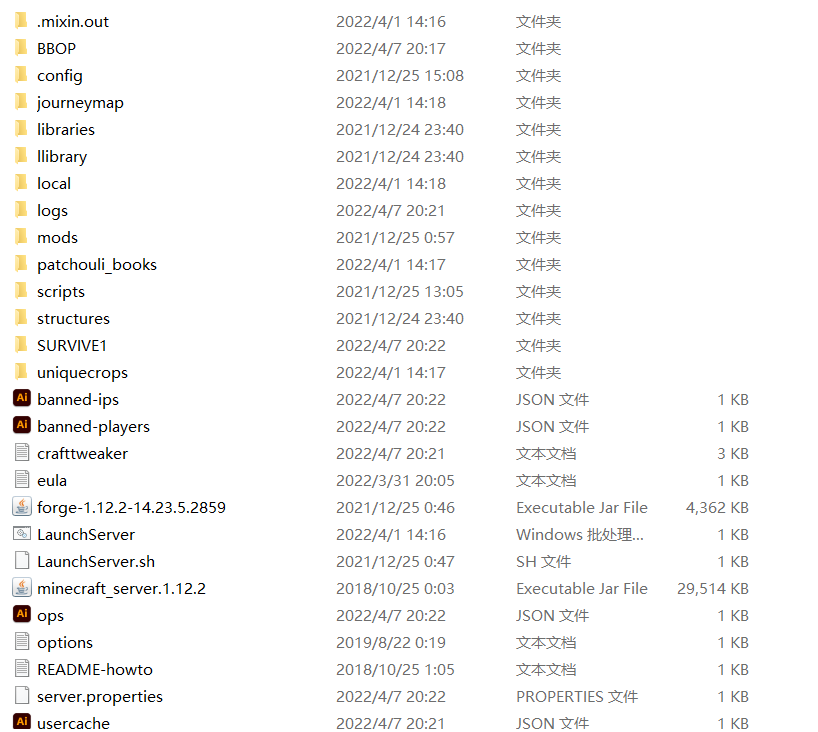 .mixin.out 2022/4/1 14:16 文件夹
BBOP 2022/4/7 20:17 文件夹
config 2021/12/25 15:08 文件夹
journeymap 2022/4/1 14:18 文件夹
libraries 2021/12/24 23:40 文件夹
llibrary 2021/12/24 23:40 文件夹
local 2022/4/1 14:18 文件夹
logs 2022/4/7 20:21 文件夹
mods 2021/12/25 0:57 文件夹
patchouli_books 2022/4/1 14:17 文件夹
scripts 2021/12/25 13:05 文件夹
structures 2021/12/24 23:40 文件夹
SURVIVE1 2022/4/7 20:22 文件夹
uniquecrops 2022/4/1 14:17 文件夹
Ai banned-ips 2022/4/7 20:22 JSON 文件 1 KB
Ai banned-players 2022/4/7 20:22 JSON 文件 1 KB
crafttweaker 2022/4/7 20:21 文本文档 3 KB
eula 2022/3/31 20:05 文本文档 1 KB
forge-1.12.2-14.23.5.2859 2021/12/25 0:46 Executable Jar File 4,362 KB
LaunchServer 2022/4/1 14:16 Windows 批处理... 1 KB
LaunchServer.sh 2021/12/25 0:47 SH 文件 1 KB
minecraft_server.1.12.2 2018/10/25 0:03 Executable Jar File 29,514 KB
Ai ops 2022/4/7 20:22 JSON 文件 1 KB
options 2019/8/22 0:19 文本文档 1 KB
README-howto 2018/10/25 1:05 文本文档 1 KB
server.properties 2022/4/7 20:22 PROPERTIES 文件 1 KB
Ai usercache 2022/4/7 20:21 JSON 文件 1 KB